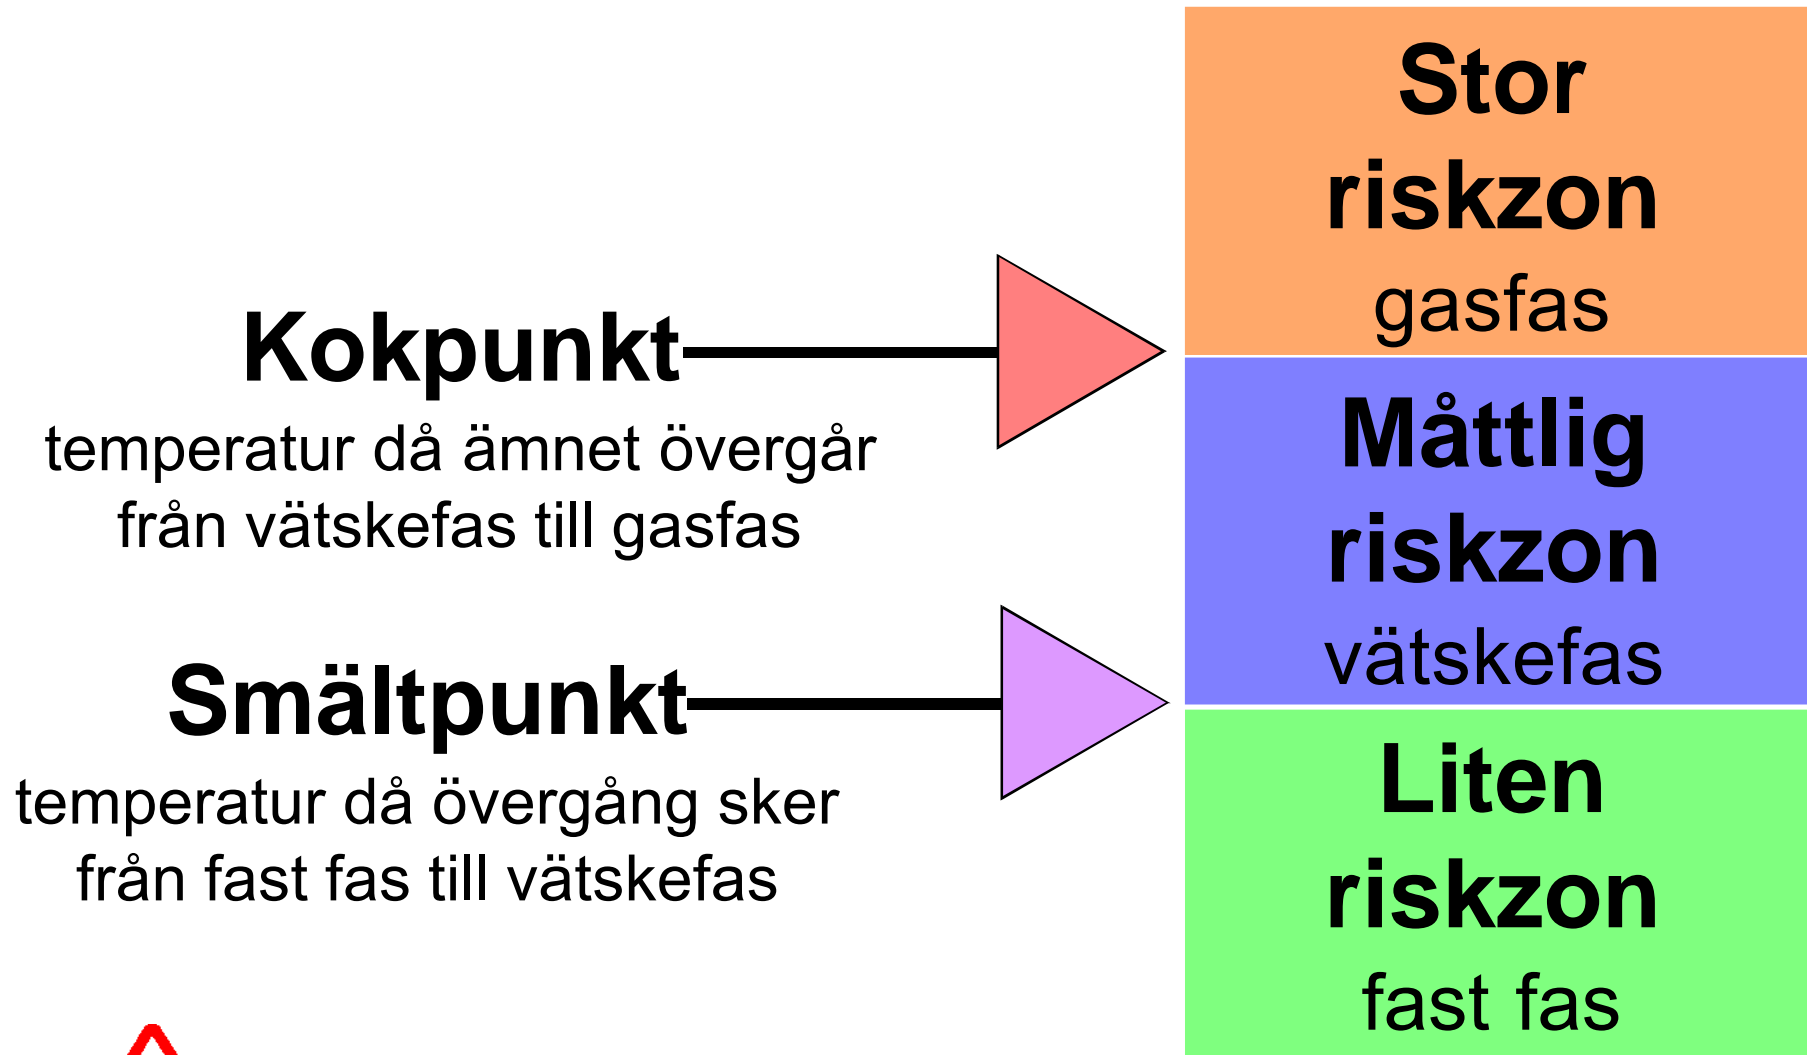 Stor
riskzon
gasfas
Kokpunkt
temperatur då ämnet övergår
från vätskefas till gasfas
Måttlig
riskzon
vätskefas
Smältpunkt
temperatur då övergång sker
från fast fas till vätskefas
Liten
riskzon
fast fas